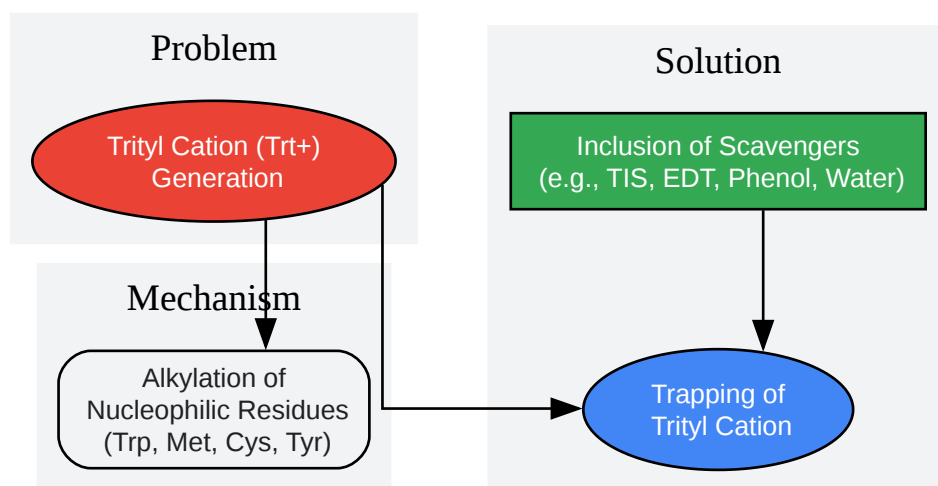 Problem
Trityl Cation (Trt+)
Generation
Mechanism
Alkylation of
Nucleophilic Residues
(Trp, Met, Cys, Tyr)
Solution
Inclusion of Scavengers
(e.g., TIS, EDT, Phenol, Water)
Trapping of
Trityl Cation